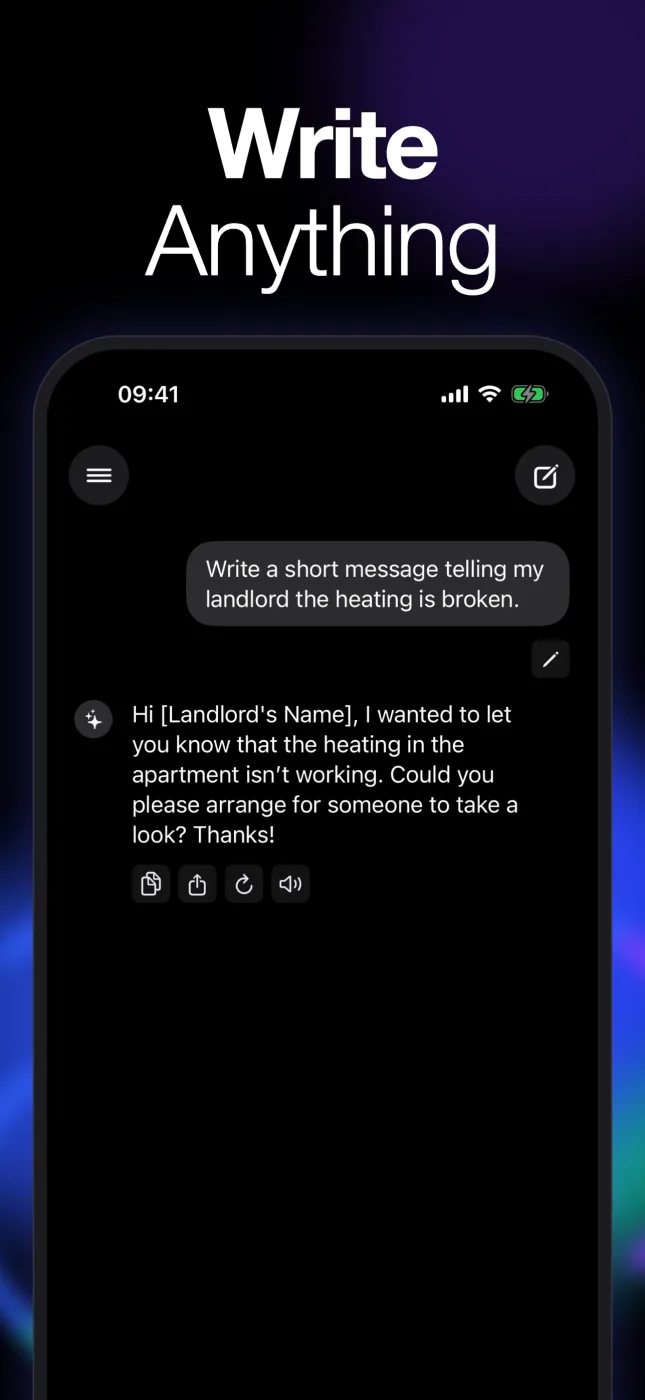 Write
Anything
09:41
Write a short message telling my
landlord the heating is broken.
Hi [Landlord's Name], I wanted to let
you know that the heating in the
apartment isn’t working. Could you
please arrange for someone to take a
look? Thanks!